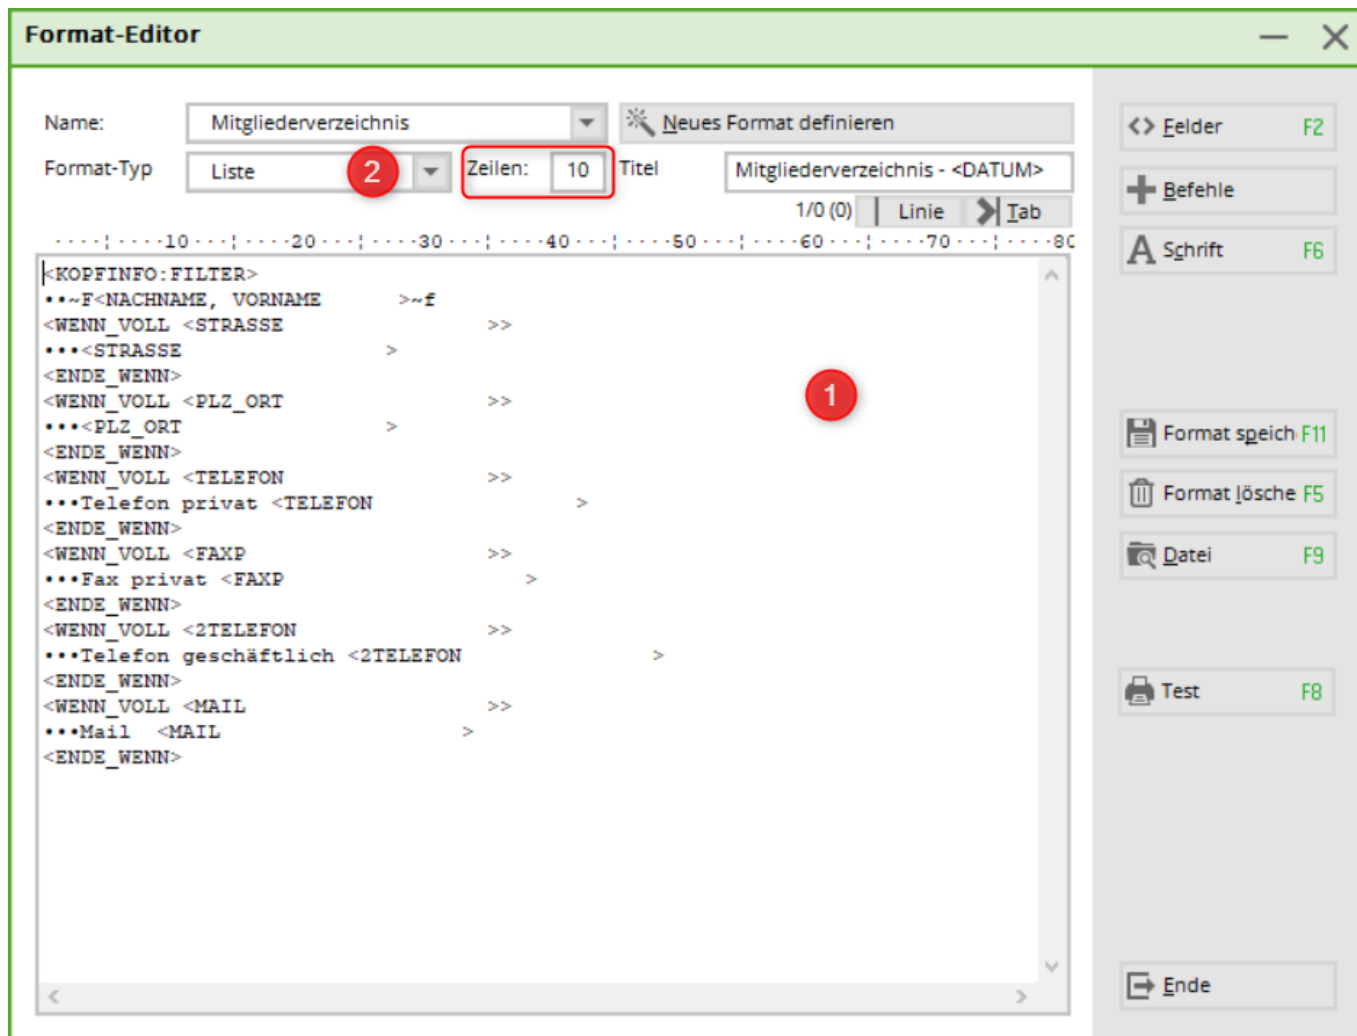 Format-Editor
Name: Mitgliederverzeichnis Neues Format definieren
Format-Typ Liste 2 Zeilen: 10 Titel Mitgliederverzeichnis - <DATUM>
1/0 (0) Linie Tab
····¦····10···¦····20···¦····30···¦····40···¦····50···¦····60···¦····70···¦····80
<KOPFINFO:FILTER>
••~F<NACHNAME, VORNAME      >~f
<WENN_VOLL <STRASSE                >>
•••<STRASSE                >
<ENDE_WENN>
<WENN_VOLL <PLZ_ORT                >>
•••<PLZ_ORT                >
<ENDE_WENN>
<WENN_VOLL <TELEFON                >>
•••Telefon privat <TELEFON                >
<ENDE_WENN>
<WENN_VOLL <FAXP                   >>
•••Fax privat <FAXP                   >
<ENDE_WENN>
<WENN_VOLL <2TELEFON               >>
•••Telefon geschäftlich <2TELEFON               >
<ENDE_WENN>
<WENN_VOLL <MAIL                   >>
•••Mail  <MAIL                   >
<ENDE_WENN>
1
Felder F2
Befehle
Schrift F6
Format speich F11
Format lösche F5
Datei F9
Test F8
Ende